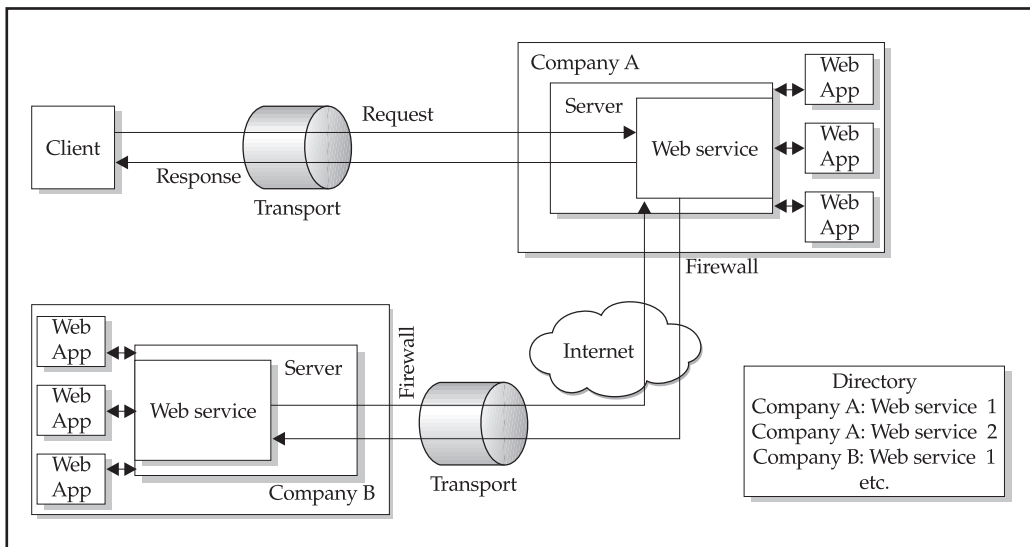 Company A
Web
App
Server
Web
App
Web service
Web
App
Client
Request
Response
Transport
Firewall
Web
App
Web
App
Web
App
Server
Web service
Company B
Firewall
Internet
Transport
Directory
Company A: Web service 1
Company A: Web service 2
Company B: Web service 1
etc.